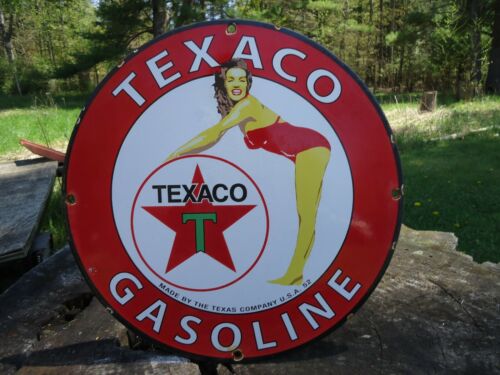 TEXACO
TEXACO
T
MADE BY THE TEXAS COMPANY U.S.A. 52
GASOLINE